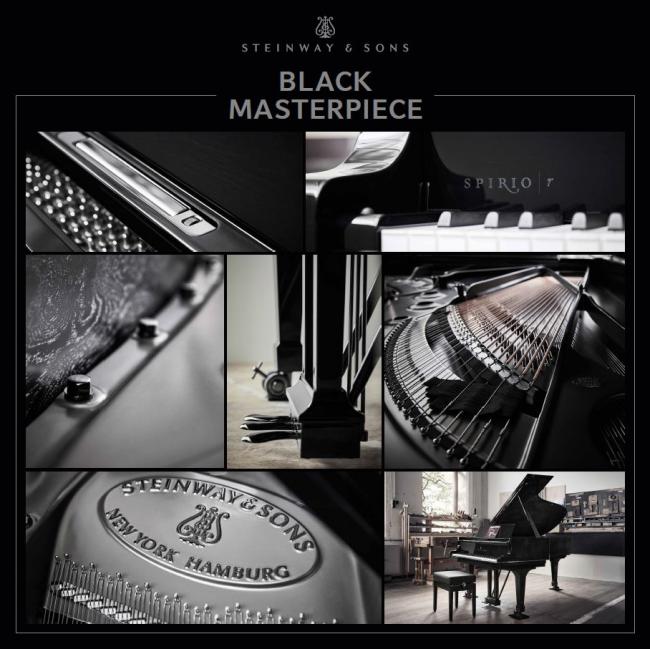 STEINWAY & SONS
BLACK
MASTERPIECE
SPIRIO | r
STEINWAY & SONS
NEW YORK HAMBURG